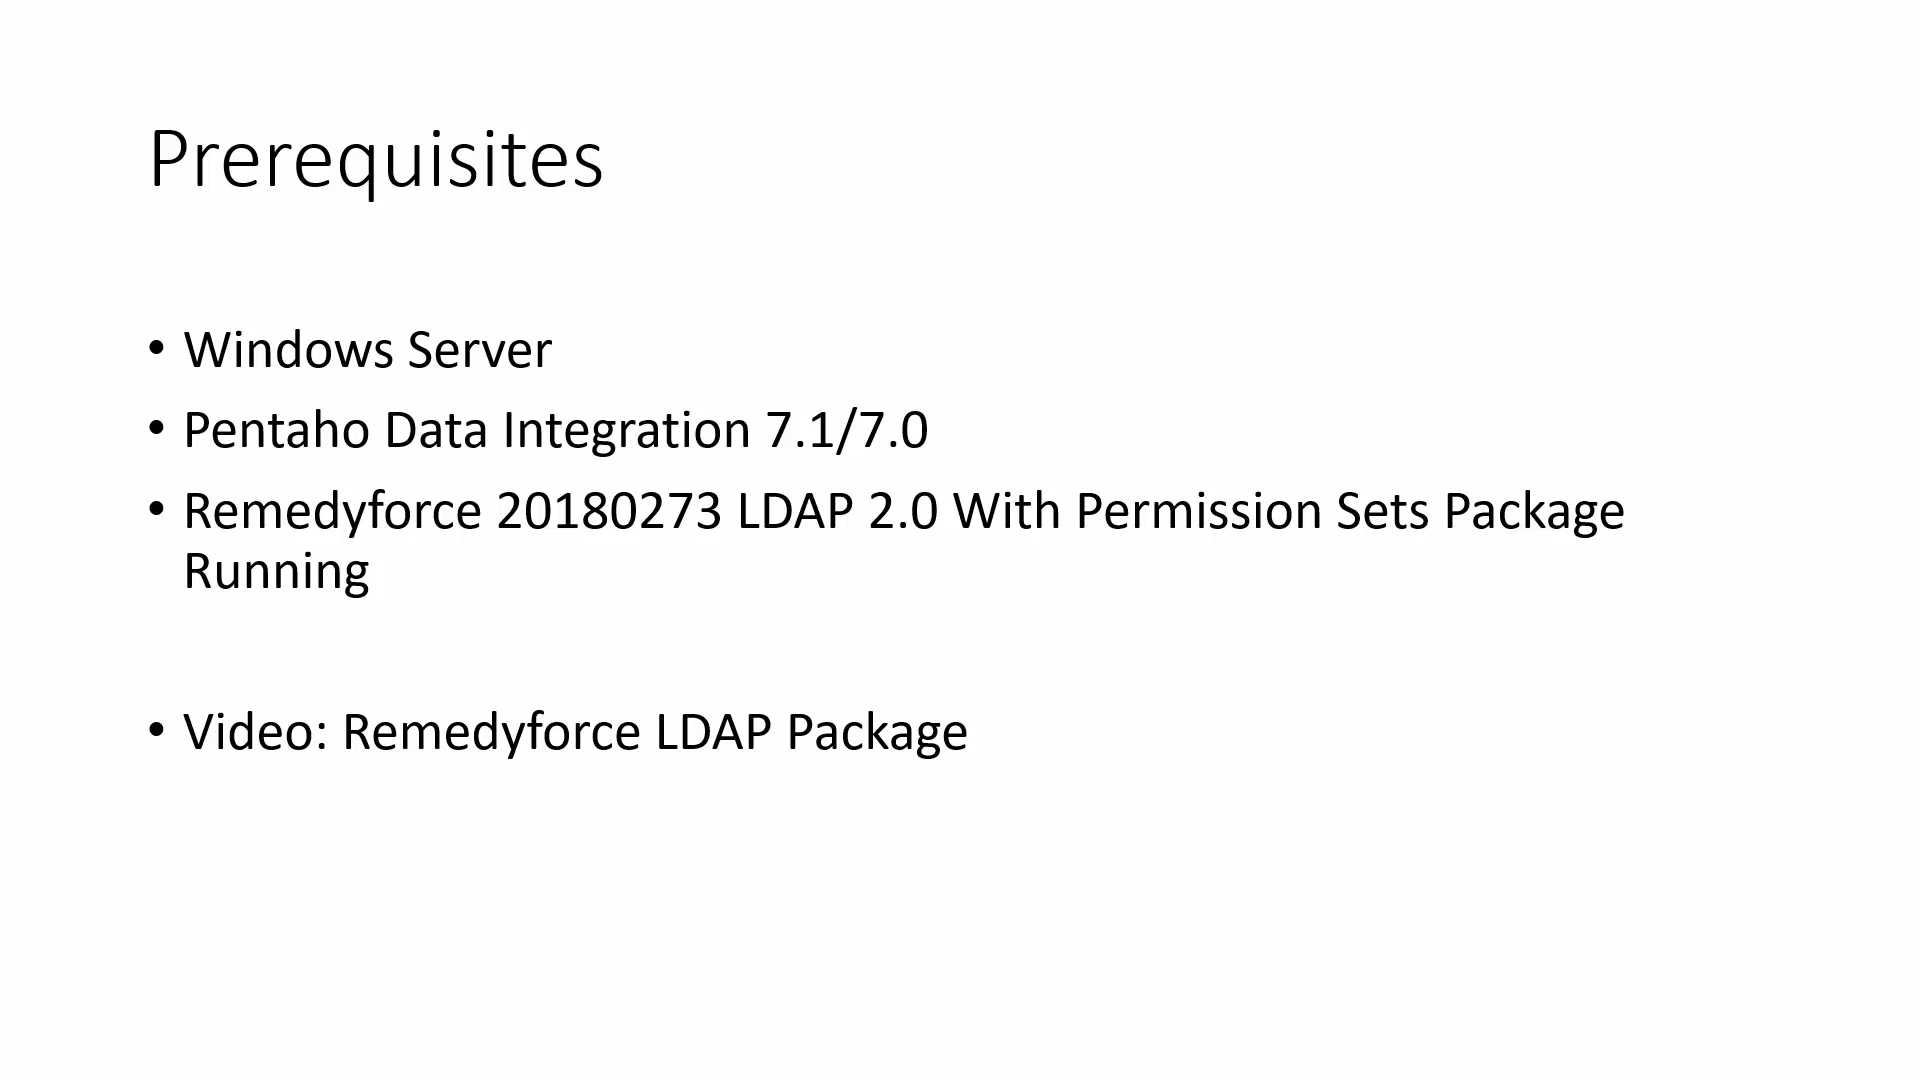 Prerequisites
• Windows Server
• Pentaho Data Integration 7.1/7.0
• Remedyforce 20180273 LDAP 2.0 With Permission Sets Package
Running
• Video: Remedyforce LDAP Package